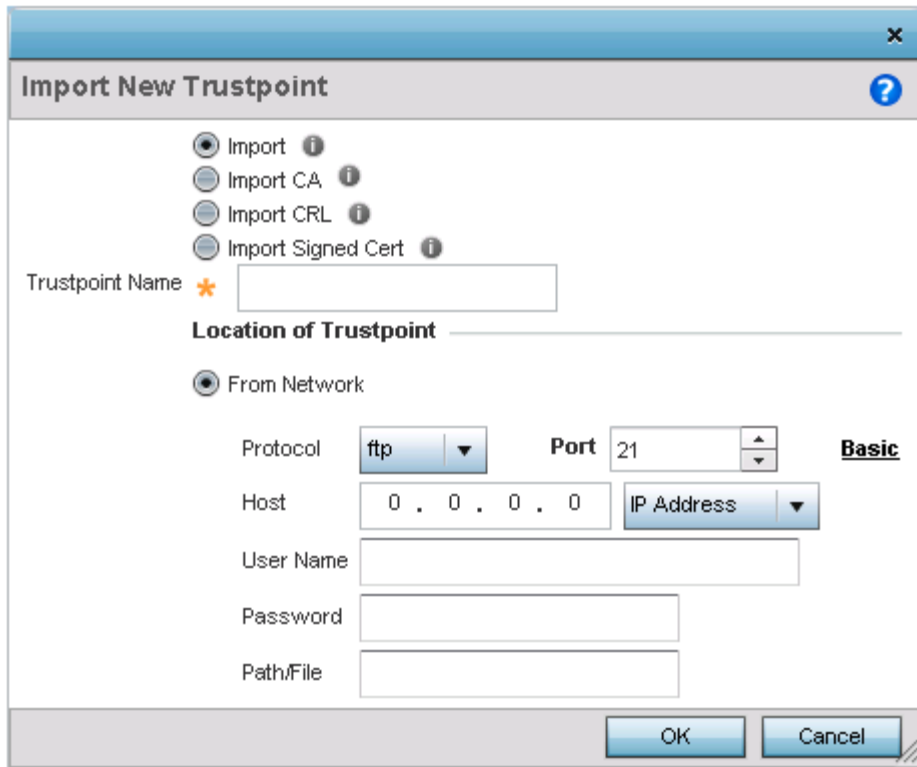 Import New Trustpoint
Import
Import CA
Import CRL
Import Signed Cert
Trustpoint Name *
Location of Trustpoint
From Network
Protocol ftp Port 21 Basic
Host 0 . 0 . 0 . 0 IP Address
User Name
Password
Path/File
OK Cancel